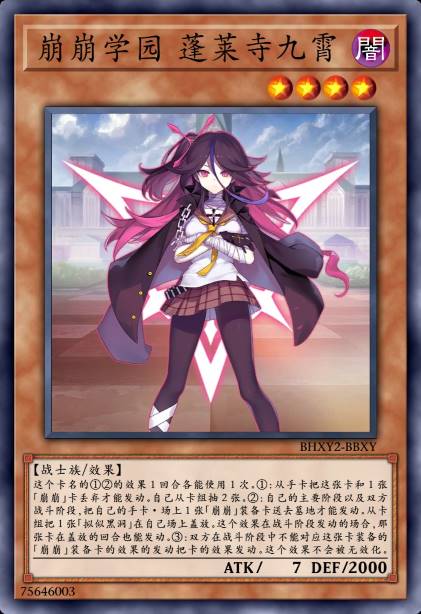 崩崩学园 蓬莱寺九霄 闇
BHXY2-BBXY
【战士族/效果】
这个卡名的①②的效果1回合各能使用1次。①:从手卡把这张卡和1张
「崩崩」卡丢弃才能发动。自己从卡组抽2张。②:自己的主要阶段以及双方
战斗阶段,把自己的手卡·场上1张「崩崩」装备卡送去墓地才能发动。从卡
组把1张「拟似黑洞」在自己场上盖放。这个效果在战斗阶段发动的场合,那
张卡在盖放的回合也能发动。③:双方在战斗阶段中不能对应这张卡装备的
「崩崩」装备卡的效果的发动把卡的效果发动。这个效果不会被无效化。
ATK/ 7 DEF/2000
75646003